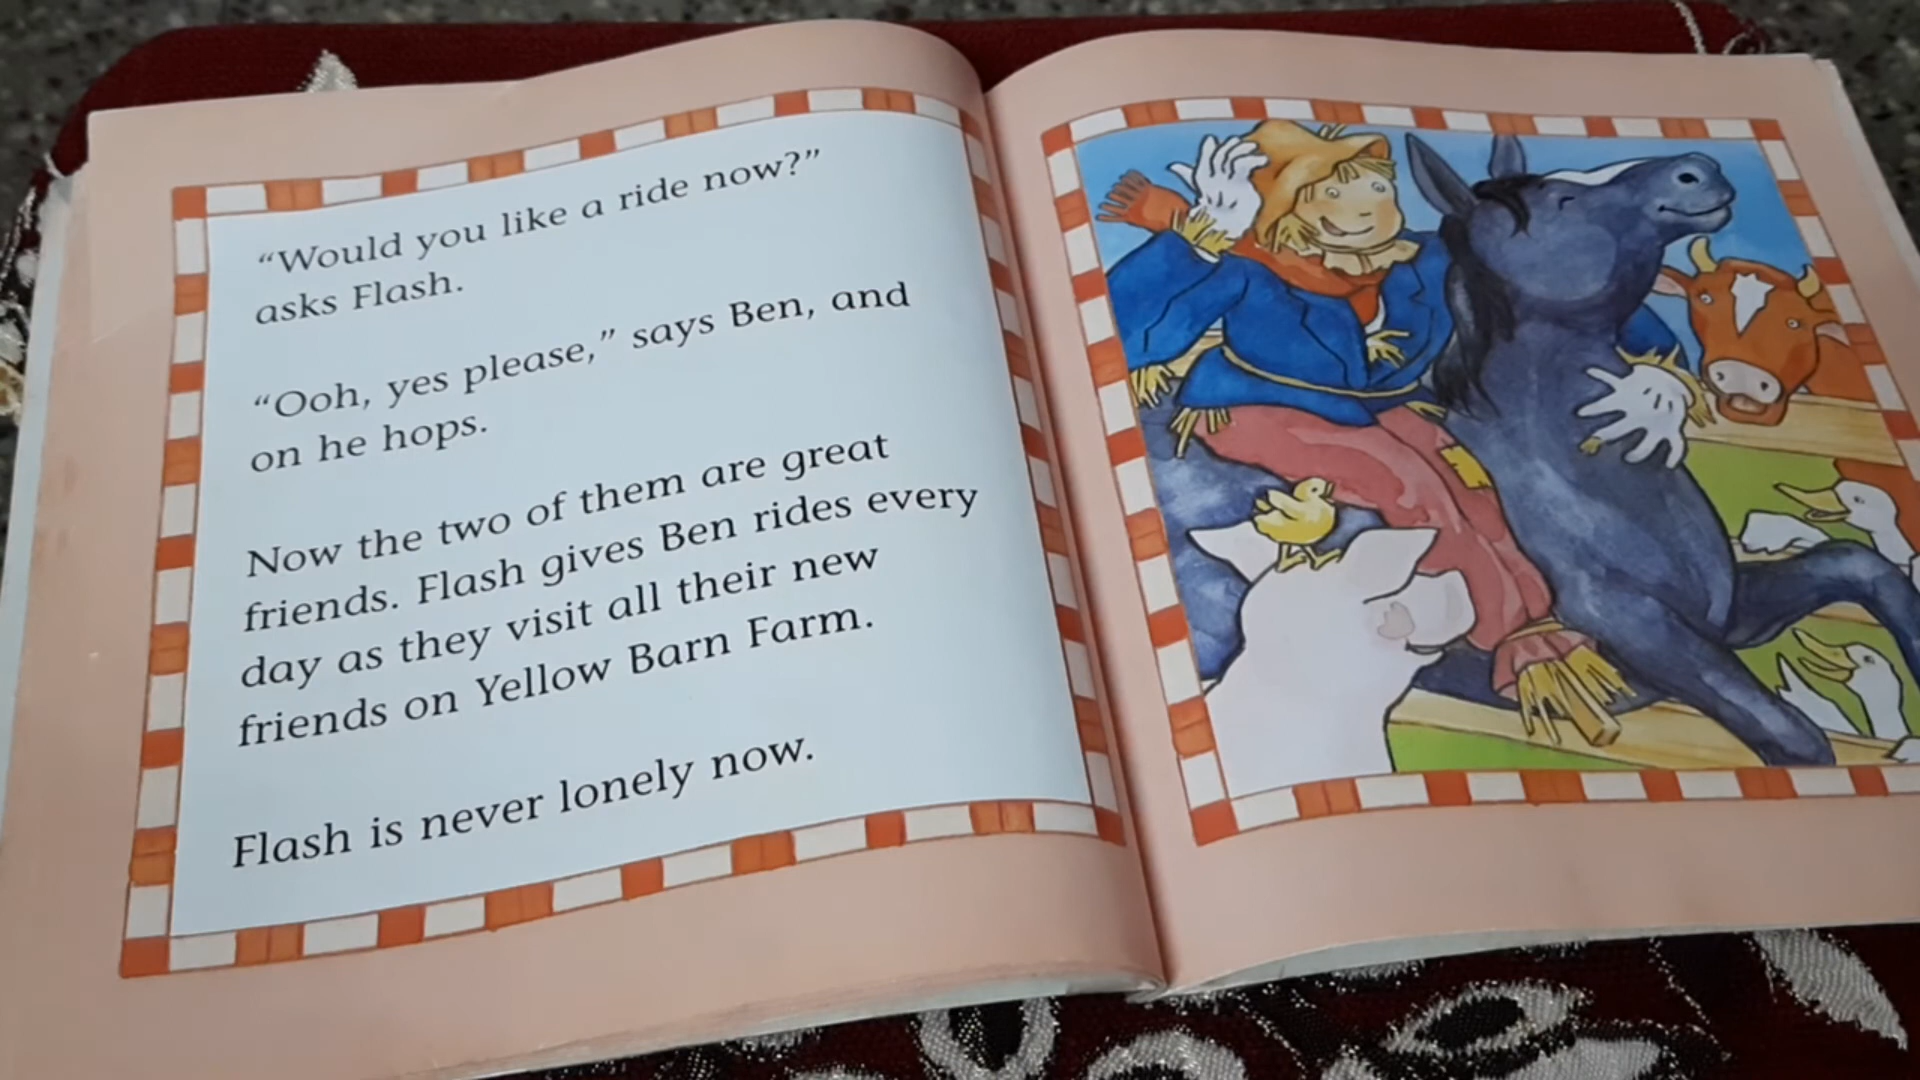 “Would you like a ride now?”
asks Flash.
“Ooh, yes please,” says Ben, and
on he hops.
Now the two of them are great
friends. Flash gives Ben rides every
day as they visit all their new
friends on Yellow Barn Farm.
Flash is never lonely now.